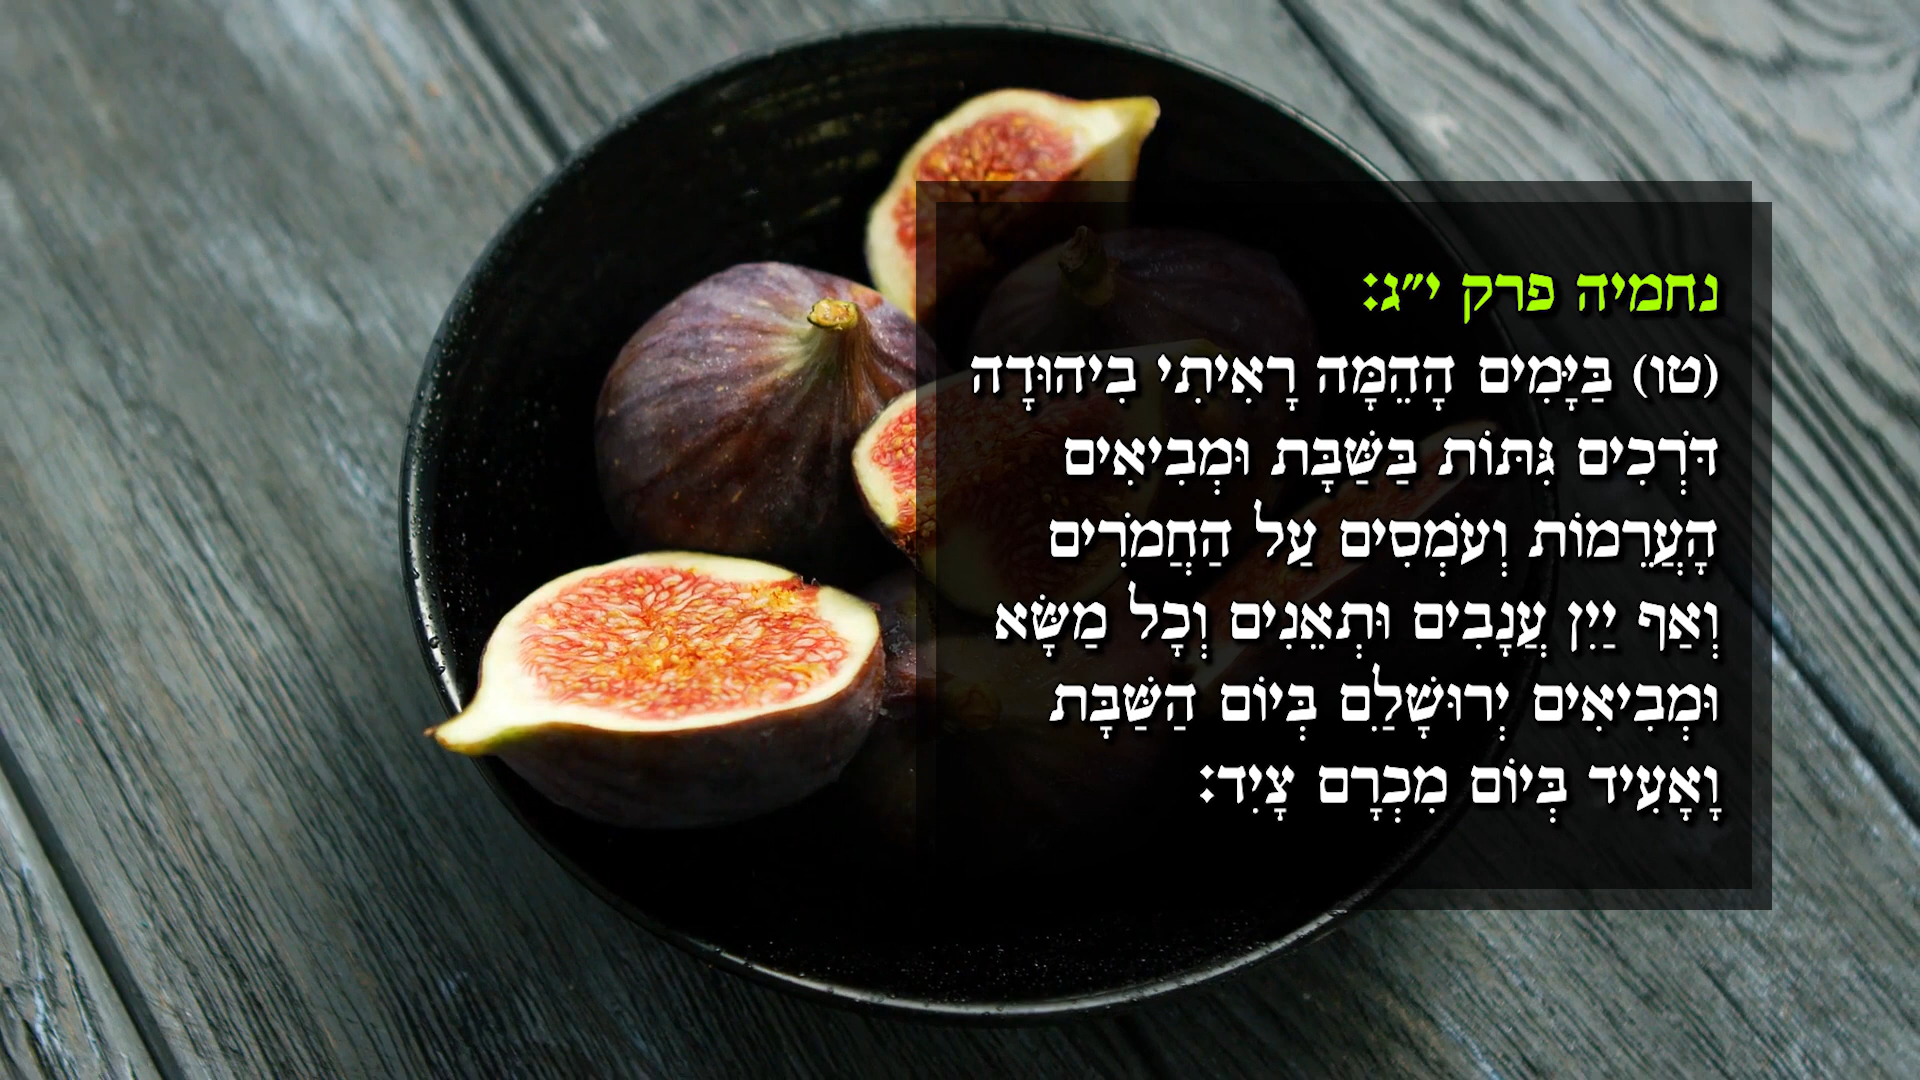 נחמיה פרק י״ג:
(טו) בַּיָּמִים הָהֵמָּה רָאִיתִי בִיהוּדָה
דֹּרְכִים גִּתּוֹת בַּשַּׁבָּת וּמְבִיאִים
הָעֲרֵמוֹת וְעֹמְסִים עַל הַחֲמֹרִים
וְאַף יַיִן עֲנָבִים וּתְאֵנִים וְכָל מַשָּׂא
וּמְבִיאִים יְרוּשָׁלִַם בְּיוֹם הַשַּׁבָּת
וָאָעִיד בְּיוֹם מִכְרָם צָיִד: